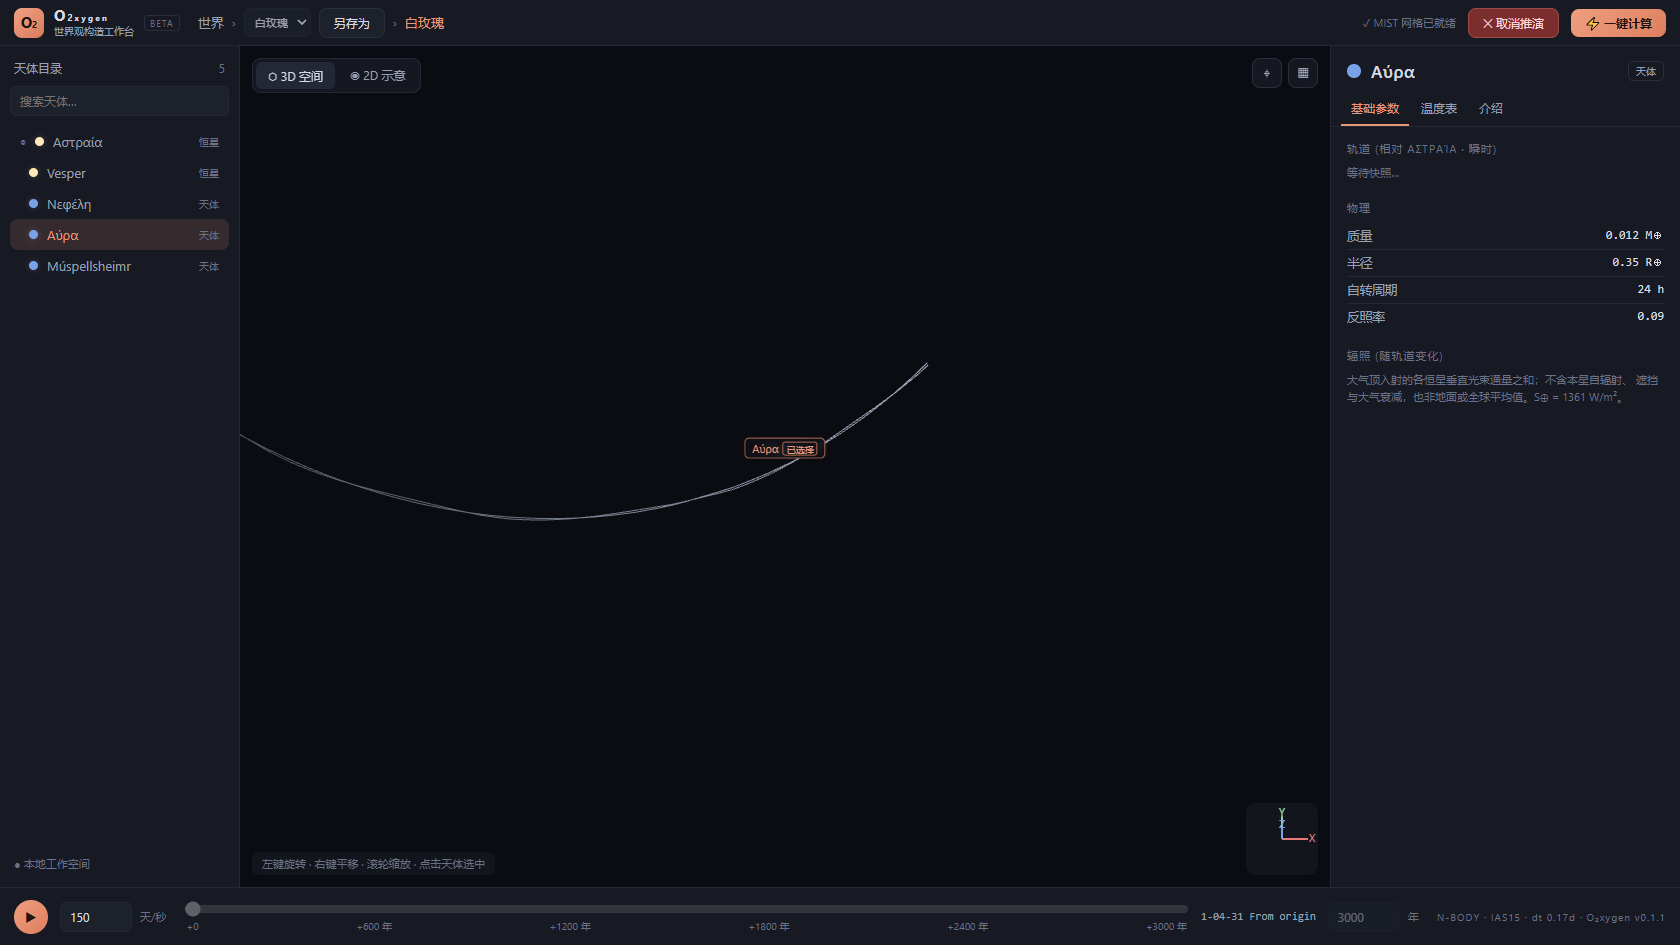 O₂
O₂xygen
世界观构造工作台
BETA
世界 ›
白玫瑰
另存为
› 白玫瑰
✓ MIST 网格已就绪
✕ 取消推演
⚡ 一键计算
天体目录
5
搜索天体...
Αστραία 恒星
Vesper 恒星
Νεφέλη 天体
Αύρα 天体
Múspellsheimr 天体
● 本地工作空间
3D 空间
2D 示意
Αύρα 已选择
左键旋转 · 右键平移 · 滚轮缩放 · 点击天体选中
Y
Z
X
Αύρα
天体
基础参数 温度表 介绍
轨道 (相对 ΑΣΤΡΑΊΑ · 瞬时)
等待快照...
物理
质量 0.012 M⊕
半径 0.35 R⊕
自转周期 24 h
反照率 0.09
辐照 (随轨道变化)
大气顶入射的各恒星垂直光束通量之和；不含本星自辐射、 遮挡
与大气衰减，也非地面或全球平均值。S⊕ = 1361 W/m²。
150 天/秒
+0 +600 年 +1200 年 +1800 年 +2400 年 +3000 年
1-04-31 From origin
3000 年
N-BODY · IAS15 · dt 0.17d · O₂xygen v0.1.1